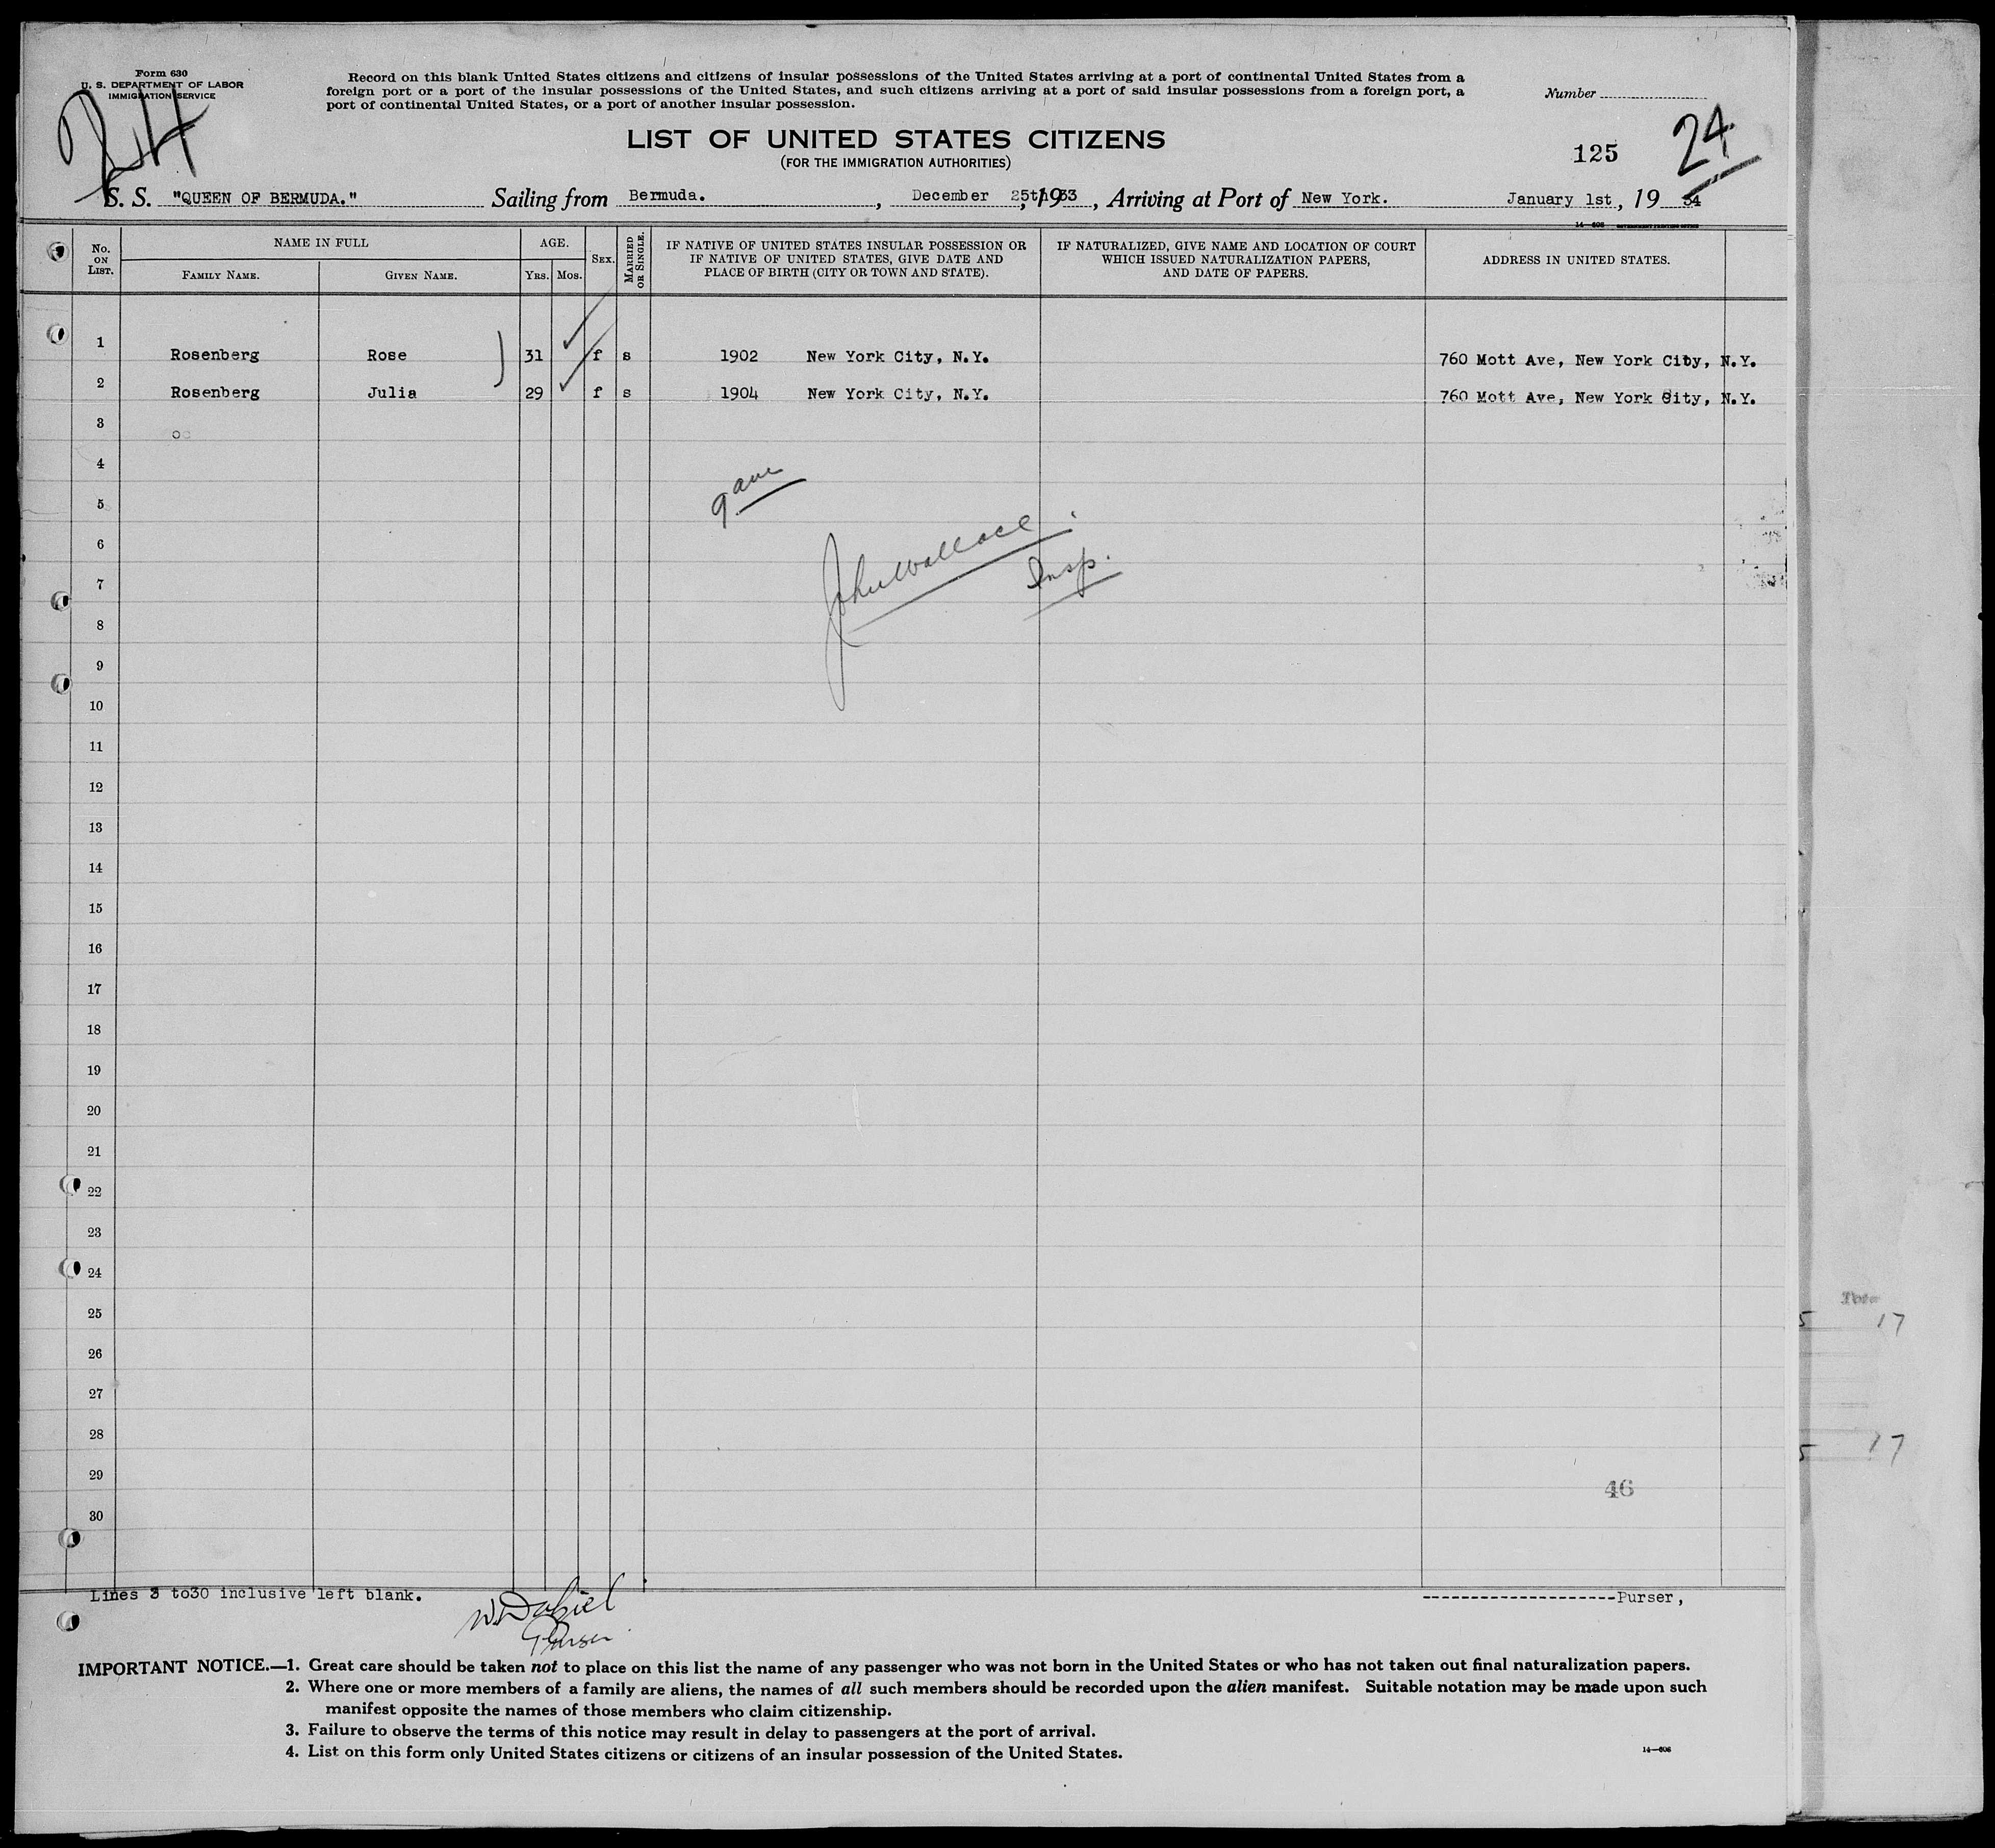 Form 630
U. S. DEPARTMENT OF LABOR
IMMIGRATION SERVICE
Record on this blank United States citizens and citizens of insular possessions of the United States arriving at a port of continental United States from a
foreign port or a port of the insular possessions of the United States, and such citizens arriving at a port of said insular possessions from a foreign port, a
port of continental United States, or a port of another insular possession.
Number
LIST OF UNITED STATES CITIZENS
(FOR THE IMMIGRATION AUTHORITIES)
125
24
S. S. "QUEEN OF BERMUDA." Sailing from Bermuda. , December 25th, 1933 , Arriving at Port of New York. January 1st , 19 34
14—606 GOVERNMENT PRINTING OFFICE
No. ON LIST.
NAME IN FULL
FAMILY NAME.
GIVEN NAME.
AGE.
YRS. MOS.
SEX.
MARRIED OR SINGLE.
IF NATIVE OF UNITED STATES INSULAR POSSESSION OR
IF NATIVE OF UNITED STATES, GIVE DATE AND
PLACE OF BIRTH (CITY OR TOWN AND STATE).
IF NATURALIZED, GIVE NAME AND LOCATION OF COURT
WHICH ISSUED NATURALIZATION PAPERS,
AND DATE OF PAPERS.
ADDRESS IN UNITED STATES.
1 Rosenberg Rose 31 f s 1902 New York City, N.Y. 760 Mott Ave, New York City, N.Y.
2 Rosenberg Julia 29 f s 1904 New York City, N.Y. 760 Mott Ave, New York City, N.Y.
3
4
5
6
John Wallace
7
Insp.
8
9
10
11
12
13
14
15
16
17
18
19
20
21
22
23
24
25
26
27
28
29
46
30
Lines 3 to30 inclusive left blank.
Purser
--------------------Purser,
IMPORTANT NOTICE.—1. Great care should be taken not to place on this list the name of any passenger who was not born in the United States or who has not taken out final naturalization papers.
2. Where one or more members of a family are aliens, the names of all such members should be recorded upon the alien manifest. Suitable notation may be made upon such
manifest opposite the names of those members who claim citizenship.
3. Failure to observe the terms of this notice may result in delay to passengers at the port of arrival.
4. List on this form only United States citizens or citizens of an insular possession of the United States.
14—606
5 17
5 17